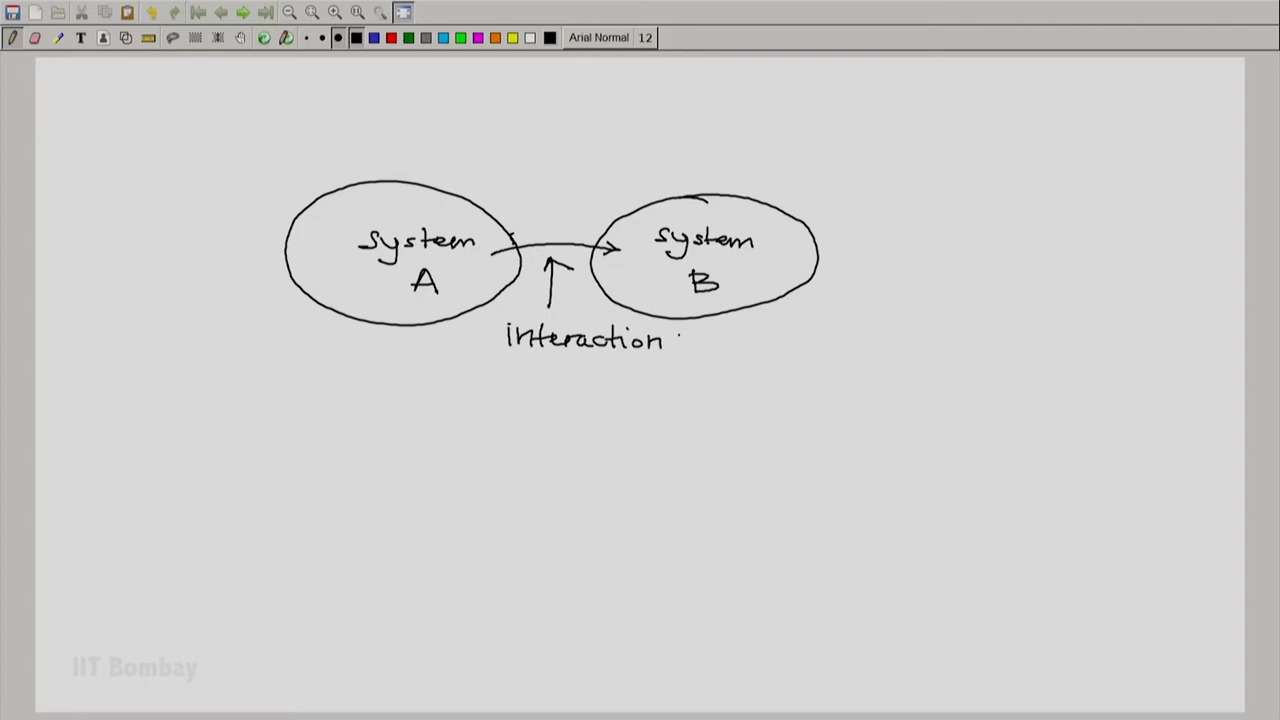 Arial Normal 12
system
A
system
B
interaction
IIT Bombay